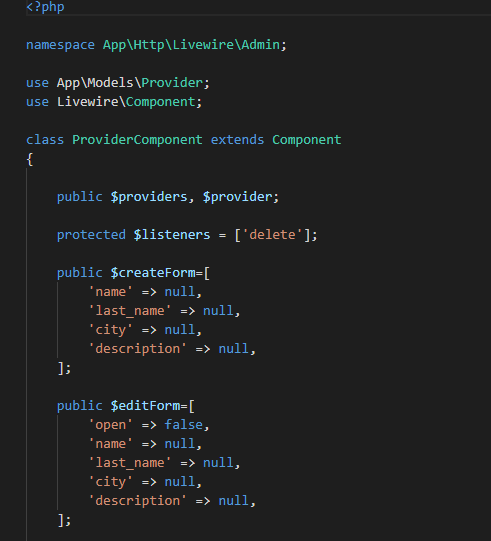 <?php
namespace App\Http\Livewire\Admin;
use App\Models\Provider;
use Livewire\Component;
class ProviderComponent extends Component
{
public $providers, $provider;
protected $listeners = ['delete'];
public $createForm=[
'name' => null,
'last_name' => null,
'city' => null,
'description' => null,
];
public $editForm=[
'open' => false,
'name' => null,
'last_name' => null,
'city' => null,
'description' => null,
];